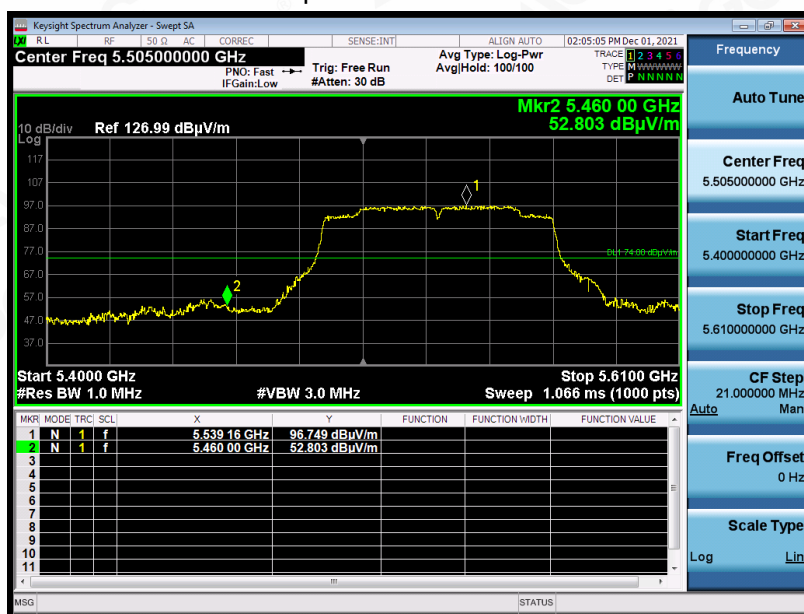 Keysight Spectrum Analyzer - Swept SA
LXI RL RF 50 Ω AC CORREC SENSE:INT ALIGN AUTO 02:05:05 PM Dec 01, 2021
Center Freq 5.505000000 GHz
PNO: Fast
IFGain:Low
Trig: Free Run
#Atten: 30 dB
Avg Type: Log-Pwr
Avg|Hold: 100/100
TRACE 1 2 3 4 5 6
TYPE M WWWWW
DET P N N N N N
Mkr2 5.460 00 GHz
52.803 dBµV/m
10 dB/div Ref 126.99 dBµV/m
Log
117
107
97.0
87.0
77.0
67.0
57.0
47.0
37.0
1
2
DL1 74.00 dBµV/m
Start 5.4000 GHz
Stop 5.6100 GHz
#Res BW 1.0 MHz
#VBW 3.0 MHz
Sweep 1.066 ms (1000 pts)
MKR MODE TRC SCL X Y FUNCTION FUNCTION WIDTH FUNCTION VALUE
1 N 1 f 5.539 16 GHz 96.749 dBµV/m
2 N 1 f 5.460 00 GHz 52.803 dBµV/m
3
4
5
6
7
8
9
10
11
MSG
STATUS
Frequency
Auto Tune
Center Freq
5.505000000 GHz
Start Freq
5.400000000 GHz
Stop Freq
5.610000000 GHz
CF Step
21.000000 MHz
Auto Man
Freq Offset
0 Hz
Scale Type
Log Lin